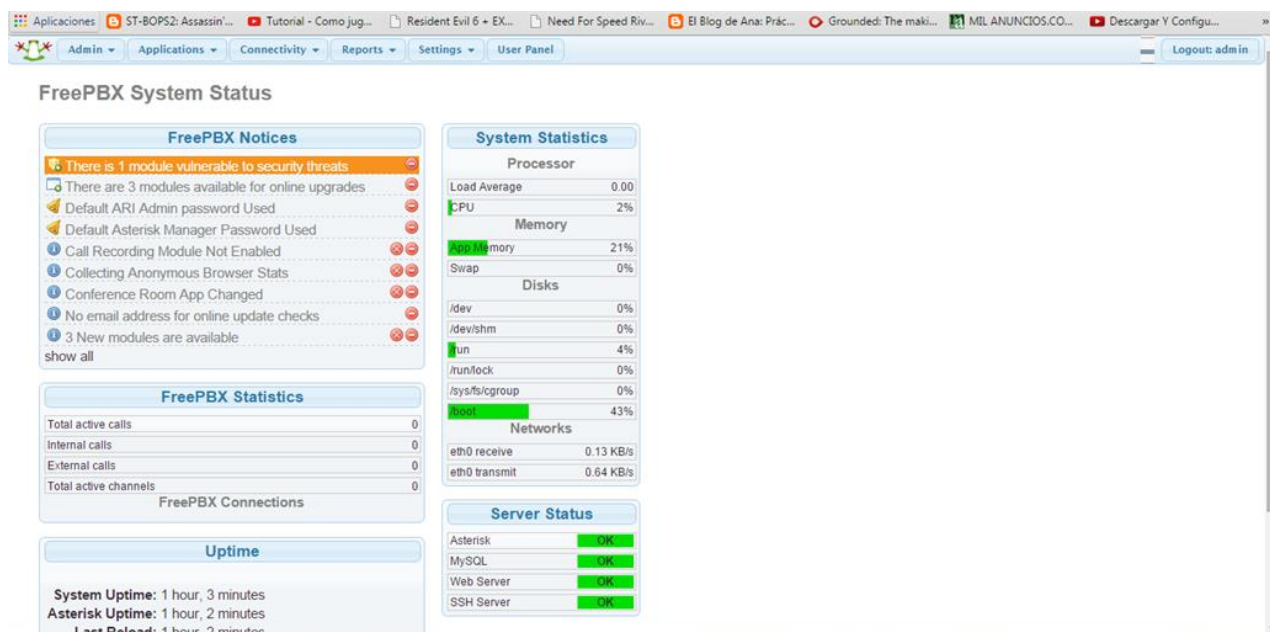 Aplicaciones ST-BOPS2: Assassin'... Tutorial - Como jug... Resident Evil 6 + EX... Need For Speed Riv... El Blog de Ana: Prác... Grounded: The maki... MIL ANUNCIOS.CO... Descargar Y Configu... »
Admin Applications Connectivity Reports Settings User Panel Logout: admin
FreePBX System Status
FreePBX Notices
There is 1 module vulnerable to security threats
There are 3 modules available for online upgrades
Default ARI Admin password Used
Default Asterisk Manager Password Used
Call Recording Module Not Enabled
Collecting Anonymous Browser Stats
Conference Room App Changed
No email address for online update checks
3 New modules are available
show all
FreePBX Statistics
Total active calls 0
Internal calls 0
External calls 0
Total active channels 0
FreePBX Connections
Uptime
System Uptime: 1 hour, 3 minutes
Asterisk Uptime: 1 hour, 2 minutes
Last Reload: 1 hour, 2 minutes
System Statistics
Processor
Load Average 0.00
CPU 2%
Memory
App Memory 21%
Swap 0%
Disks
/dev 0%
/dev/shm 0%
/run 4%
/run/lock 0%
/sys/fs/cgroup 0%
/boot 43%
Networks
eth0 receive 0.13 KB/s
eth0 transmit 0.64 KB/s
Server Status
Asterisk OK
MySQL OK
Web Server OK
SSH Server OK